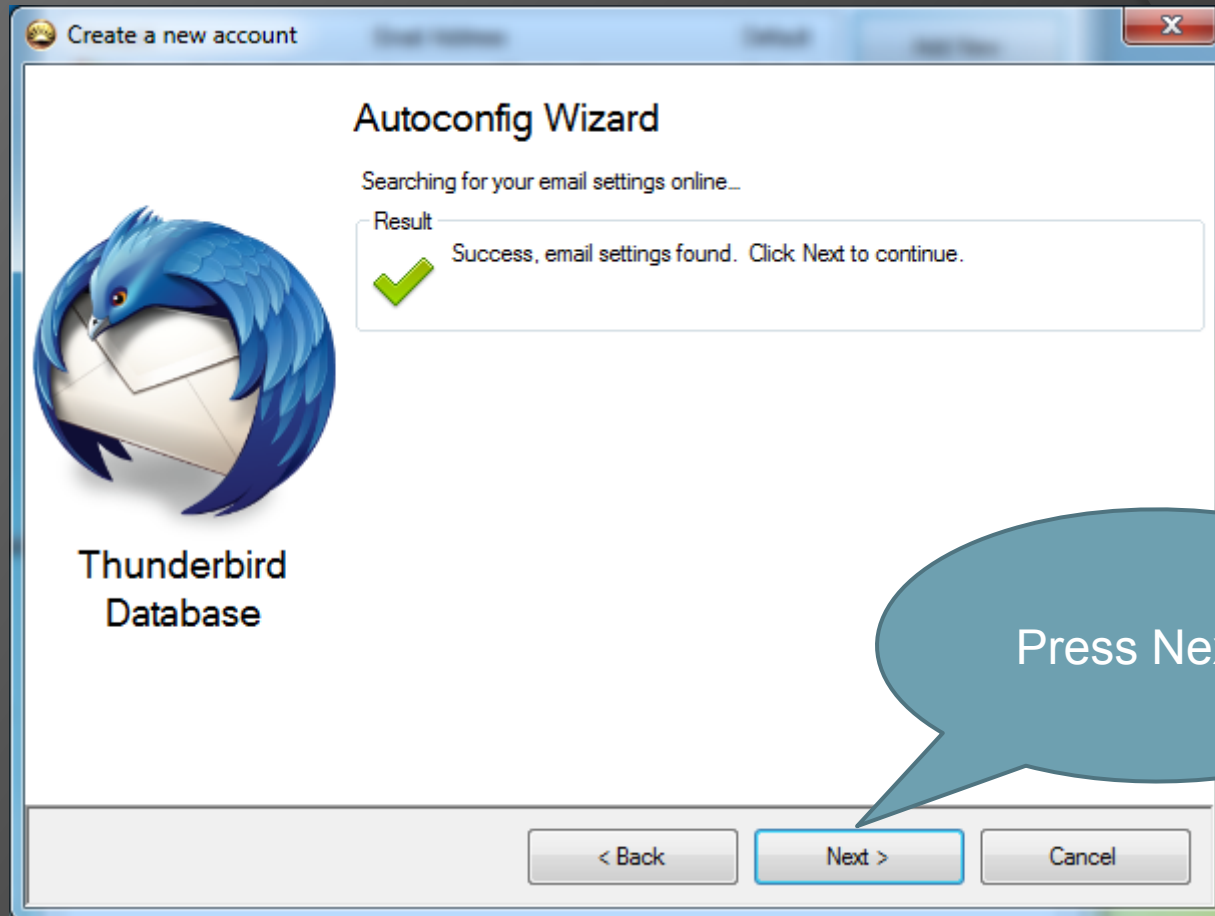 Create a new account
Autoconfig Wizard
Searching for your email settings online...
Result
Success, email settings found. Click Next to continue.
Thunderbird
Database
Press
< Back
Next >
Cancel